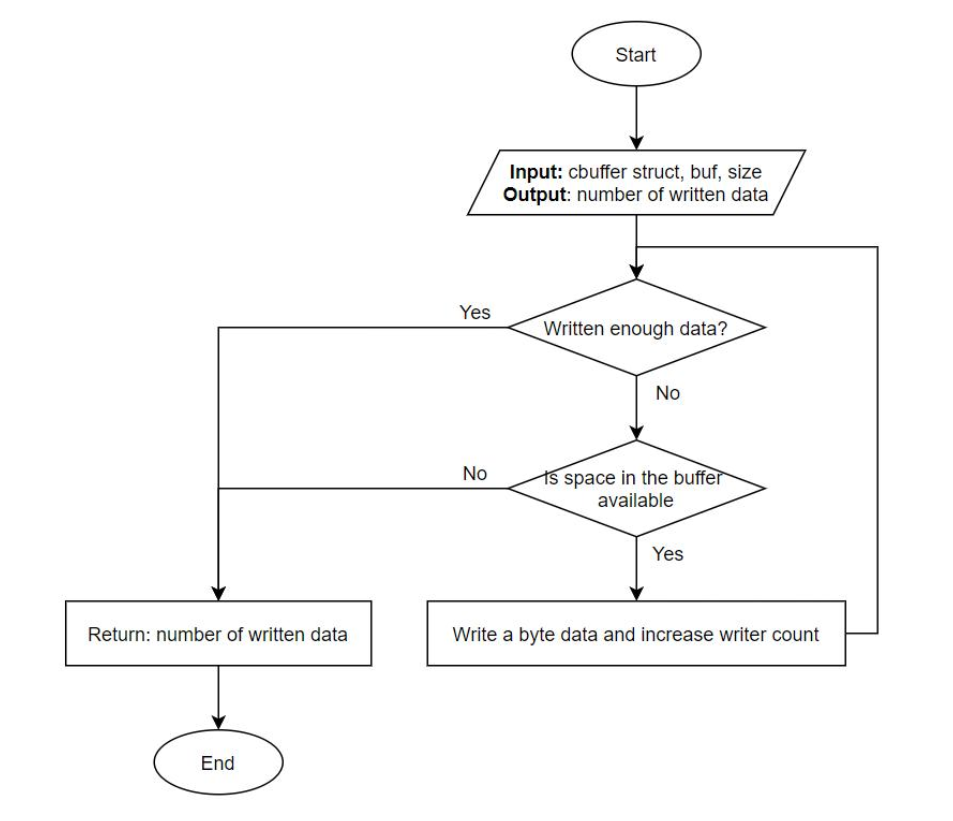 Start
Input: cbuffer struct, buf, size
Output: number of written data
Yes
Written enough data?
No
No
Is space in the buffer
available
Yes
Return: number of written data
Write a byte data and increase writer count
End